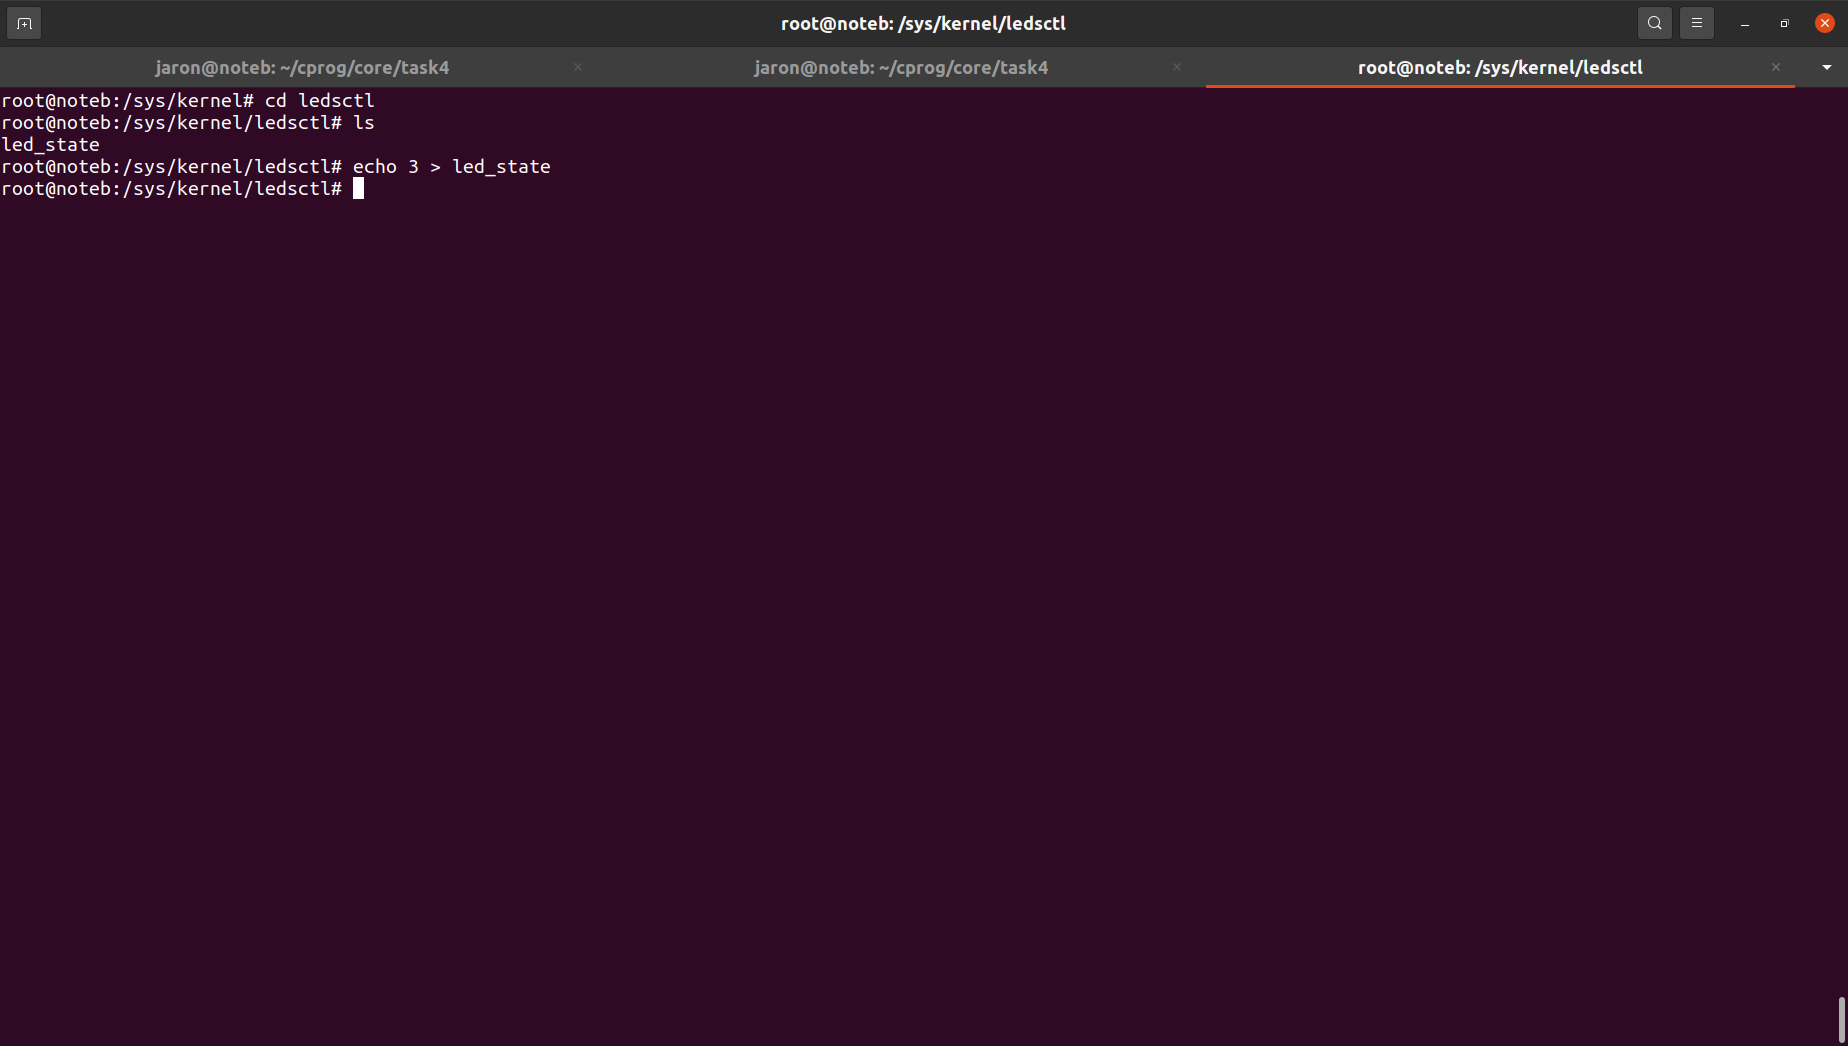 root@noteb: /sys/kernel/ledsctl
jaron@noteb: ~/cprog/core/task4
jaron@noteb: ~/cprog/core/task4
root@noteb: /sys/kernel/ledsctl
root@noteb:/sys/kernel# cd ledsctl
root@noteb:/sys/kernel/ledsctl# ls
led_state
root@noteb:/sys/kernel/ledsctl# echo 3 > led_state
root@noteb:/sys/kernel/ledsctl#